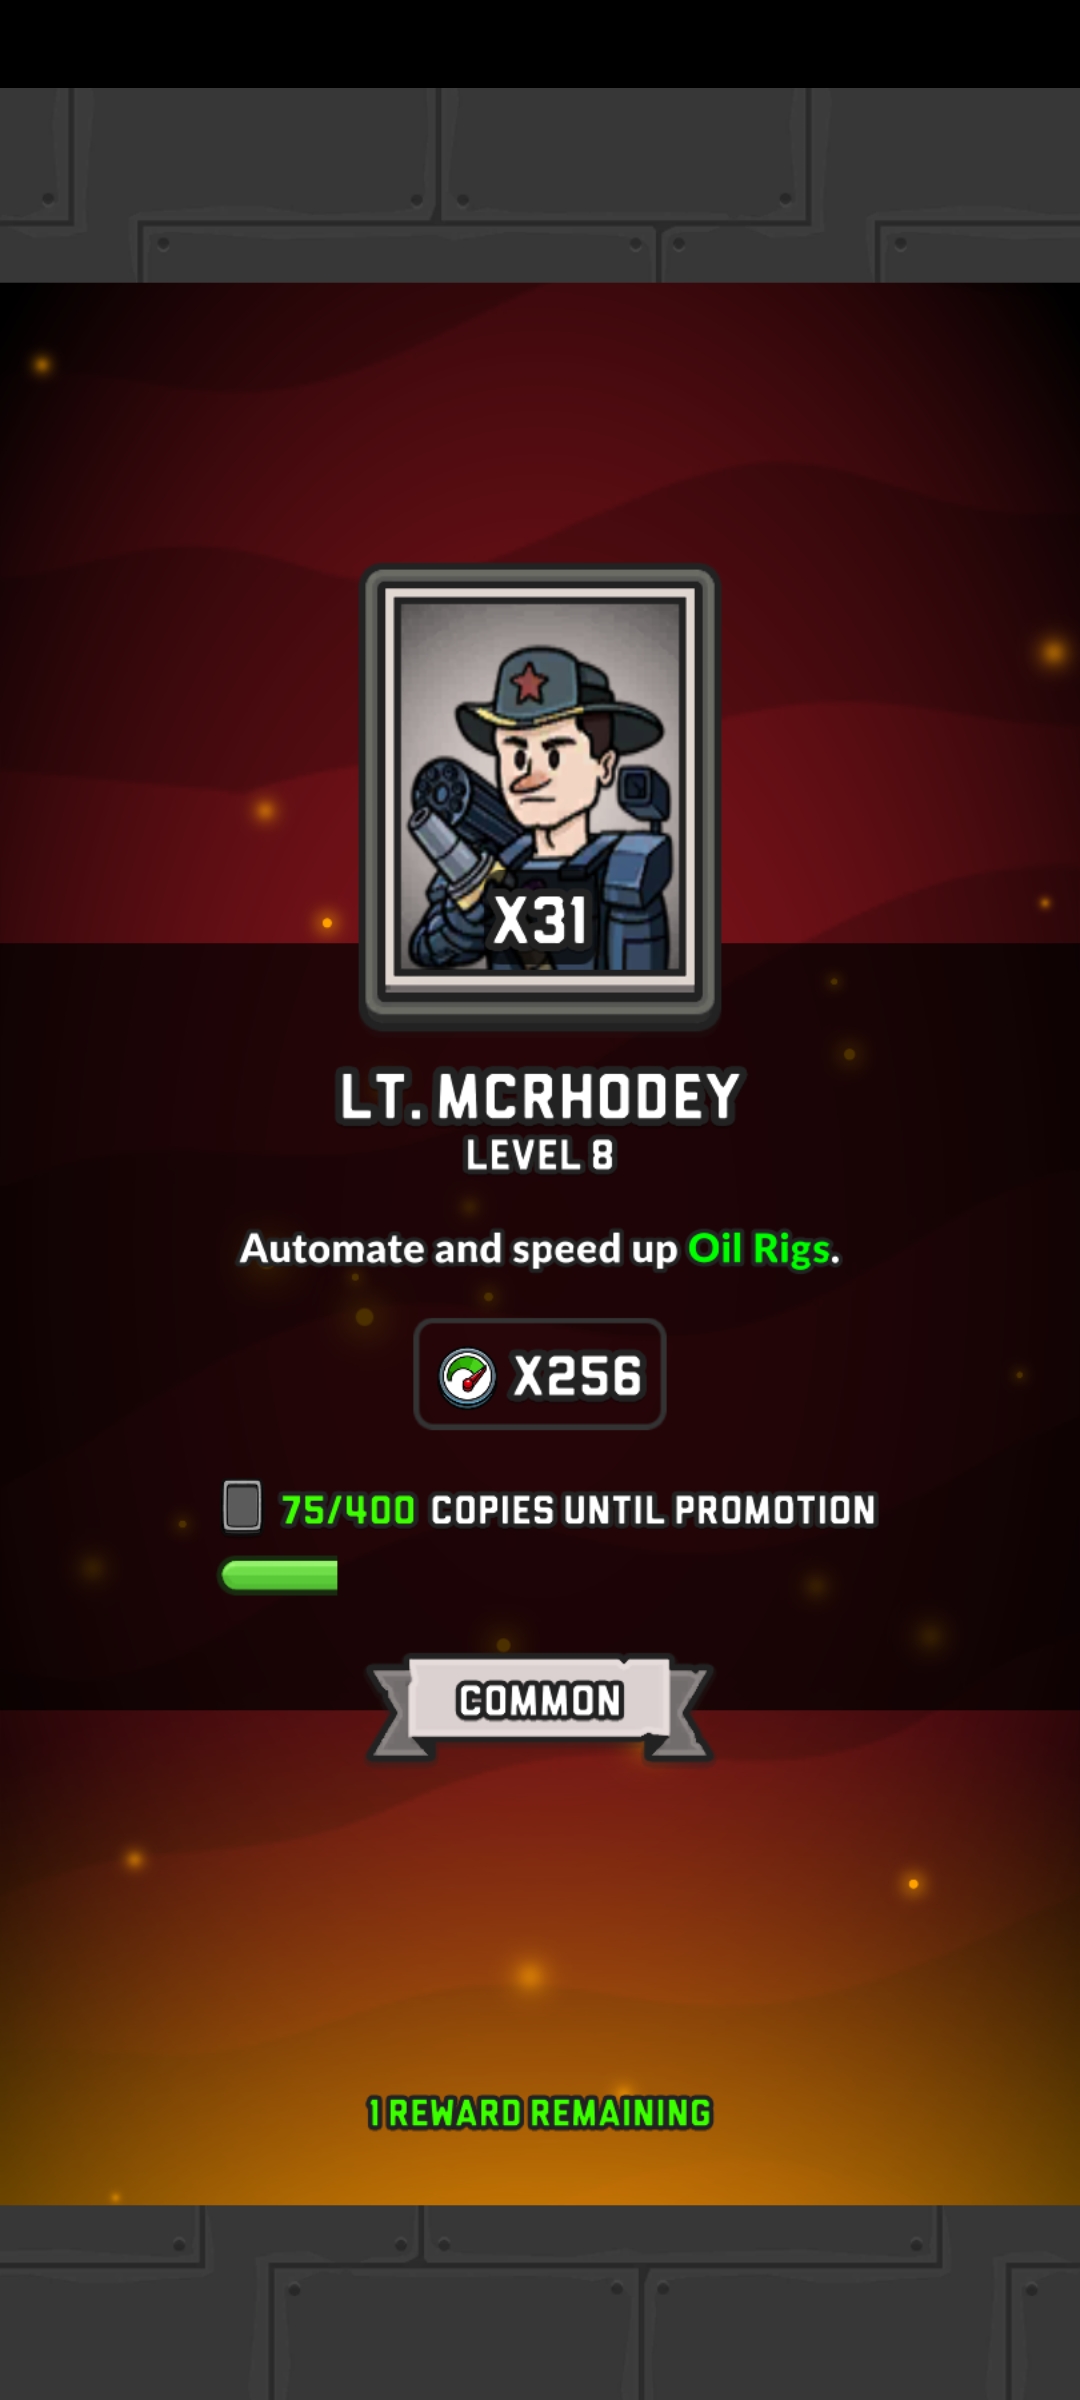 X31
LT. MCRHODEY
LEVEL 8
Automate and speed up Oil Rigs.
X256
75/400 COPIES UNTIL PROMOTION
COMMON
1 REWARD REMAINING